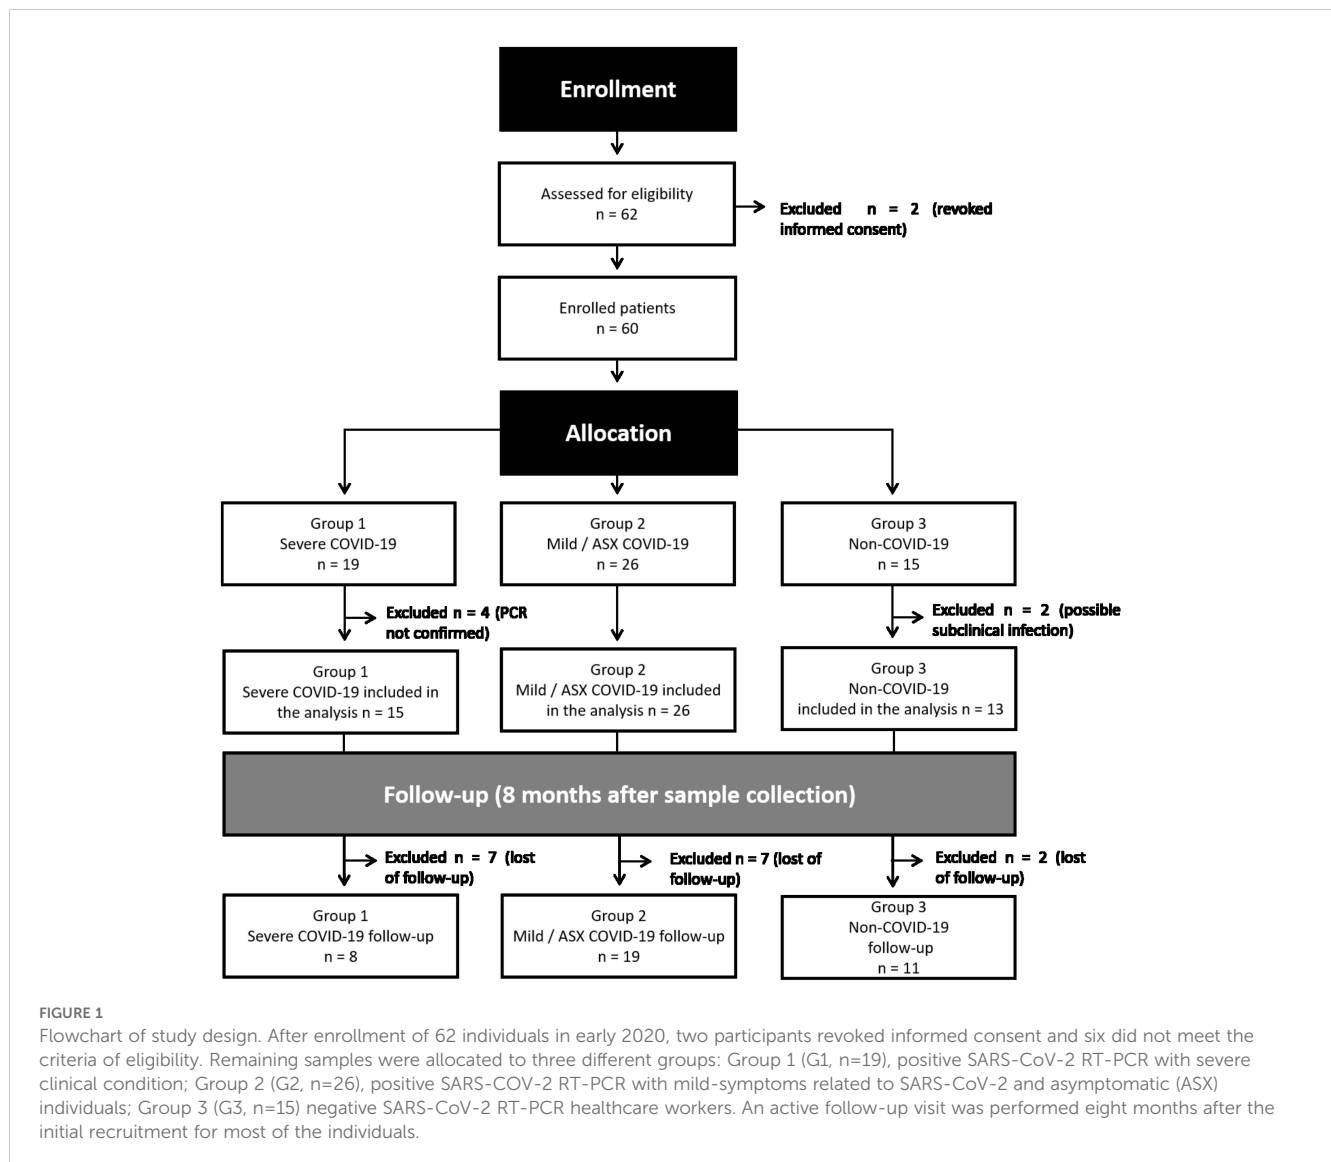 Enrollment
Assessed for eligibility
n = 62
Excluded n = 2 (revoked
informed consent)
Enrolled patients
n = 60
Allocation
Group 1
Severe COVID-19
n = 19
Group 2
Mild / ASX COVID-19
n = 26
Group 3
Non-COVID-19
n = 15
Excluded n = 4 (PCR
not confirmed)
Excluded n = 2 (possible
subclinical infection)
Group 1
Severe COVID-19 included in
the analysis n = 15
Group 2
Mild / ASX COVID-19 included
in the analysis n = 26
Group 3
Non-COVID-19
included in the analysis n = 13
Follow-up (8 months after sample collection)
Excluded n = 7 (lost
of follow-up)
Excluded n = 7 (lost of
follow-up)
Excluded n = 2 (lost
of follow-up)
Group 1
Severe COVID-19 follow-up
n = 8
Group 2
Mild / ASX COVID-19 follow-up
n = 19
Group 3
Non-COVID-19
follow-up
n = 11
FIGURE 1
Flowchart of study design. After enrollment of 62 individuals in early 2020, two participants revoked informed consent and six did not meet the
criteria of eligibility. Remaining samples were allocated to three different groups: Group 1 (G1, n=19), positive SARS-CoV-2 RT-PCR with severe
clinical condition; Group 2 (G2, n=26), positive SARS-COV-2 RT-PCR with mild-symptoms related to SARS-CoV-2 and asymptomatic (ASX)
individuals; Group 3 (G3, n=15) negative SARS-CoV-2 RT-PCR healthcare workers. An active follow-up visit was performed eight months after the
initial recruitment for most of the individuals.